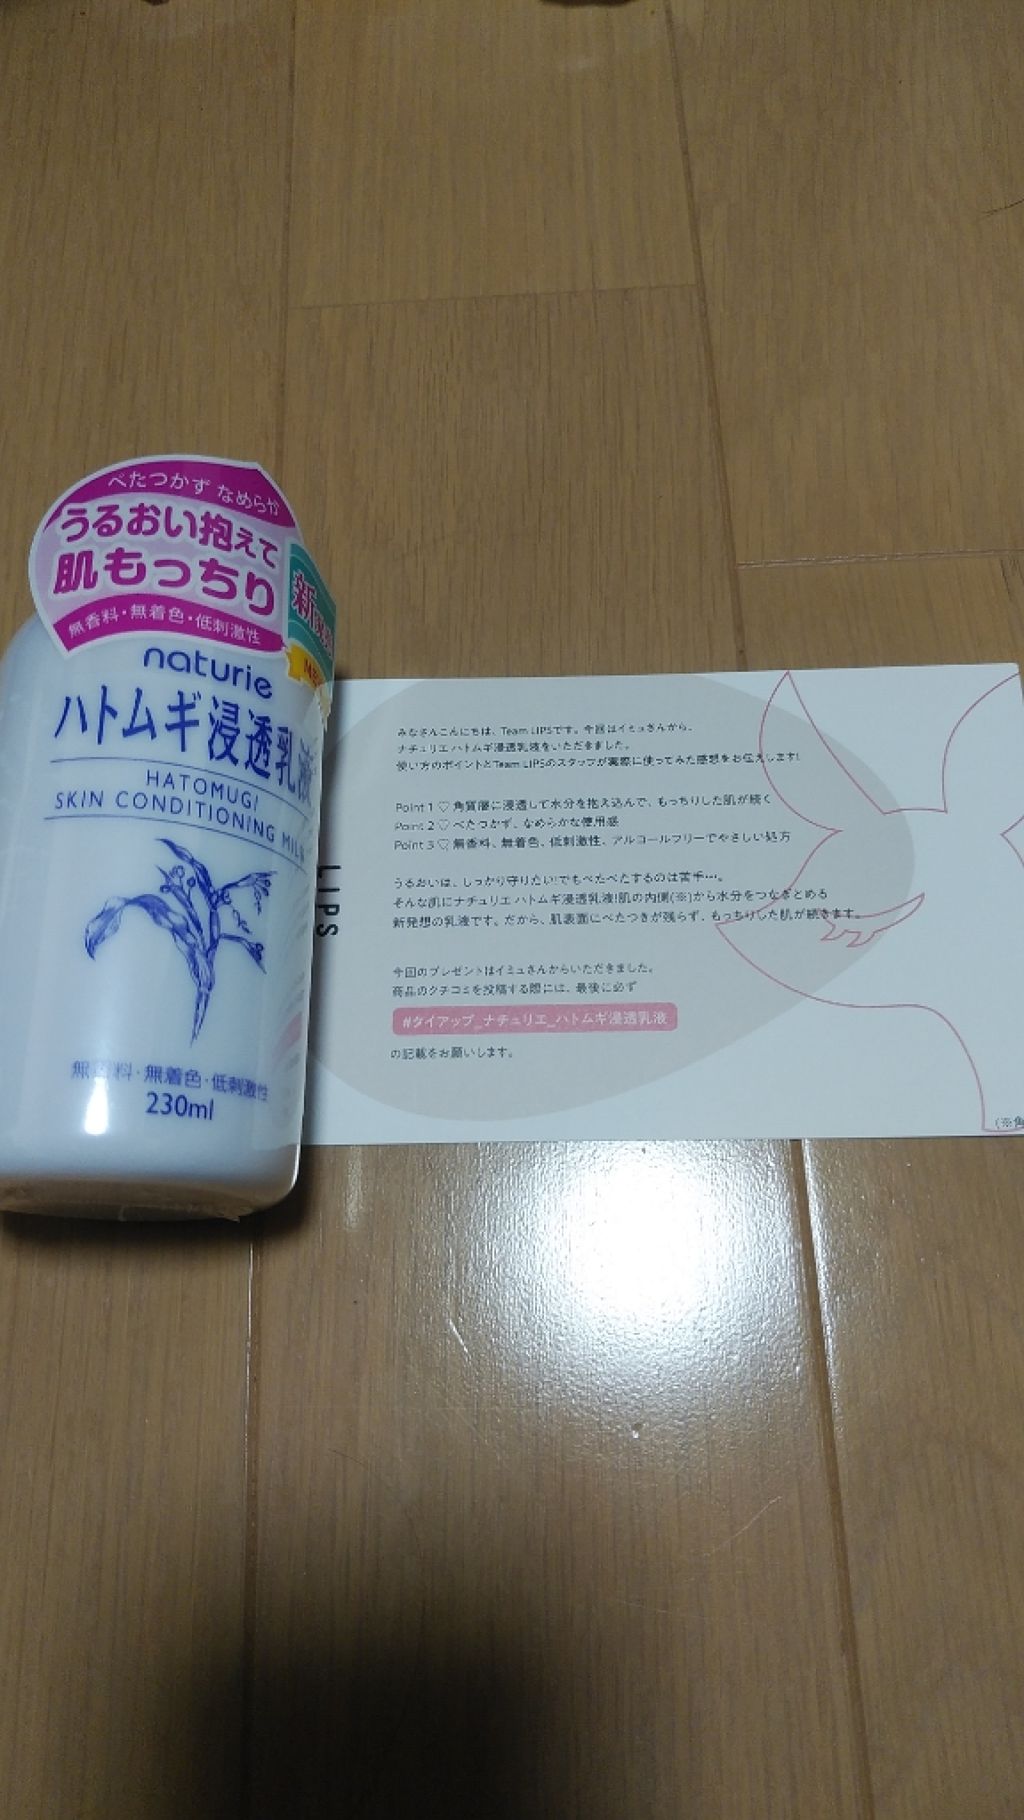 べたつかず なめらか
うるおい抱えて
肌もっちり
無香料・無着色・低刺激性
新
naturie
ハトムギ浸透乳液
HATOMUGI
SKIN CONDITIONING MILK
無香料・無着色・低刺激性
230ml
LIPS
みなさんこんにちは、Team LIPSです。今回はイミュさんから、
ナチュリエ ハトムギ浸透乳液をいただきました。
使い方のポイントとTeam LIPSのスタッフが実際に使ってみた感想をお伝えします!
Point 1 ♡ 角質層に浸透して水分を抱え込んで、もっちりした肌が続く
Point 2 ♡ べたつかず、なめらかな使用感
Point 3 ♡ 無香料、無着色、低刺激性、アルコールフリーでやさしい処方
うるおいは、しっかり守りたい!でもべたべたするのは苦手…。
そんな肌にナチュリエ ハトムギ浸透乳液!肌の内側(※)から水分をつなぎとめる
新発想の乳液です。だから、肌表面にべたつきが残らず、もっちりした肌が続きます。
今回のプレゼントはイミュさんからいただきました。
商品のクチコミを投稿する際には、最後に必ず
#タイアップ_ナチュリエ_ハトムギ浸透乳液
の記載をお願いします。
(※角